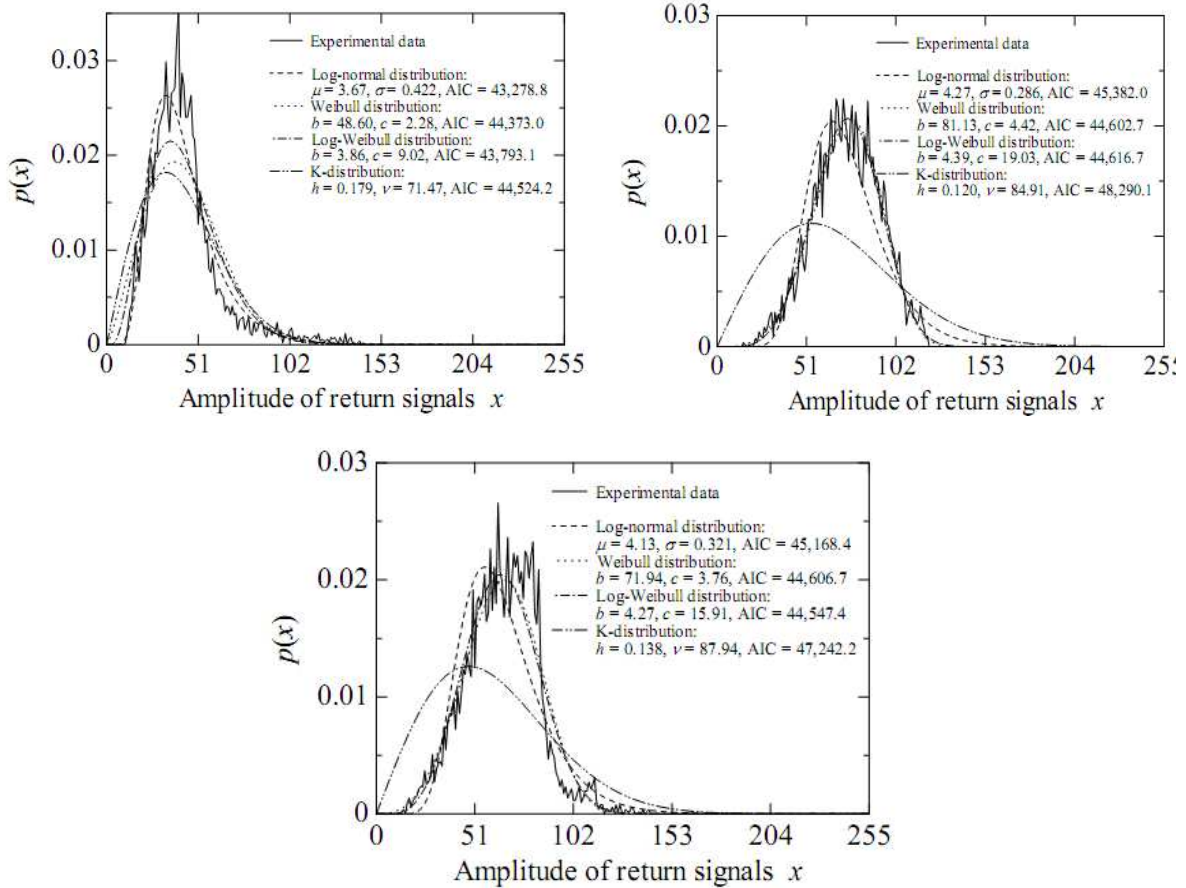 0.03
0.02
0.01
0
p(x)
Experimental data
Log-normal distribution:
μ = 3.67, σ = 0.422, AIC = 43,278.8
Weibull distribution:
b = 48.60, c = 2.28, AIC = 44,373.0
Log-Weibull distribution:
b = 3.86, c = 9.02, AIC = 43,793.1
K-distribution:
h = 0.179, ν = 71.47, AIC = 44,524.2
0 51 102 153 204 255
Amplitude of return signals x
0.03
0.02
0.01
0
p(x)
Experimental data
Log-normal distribution:
μ = 4.27, σ = 0.286, AIC = 45,382.0
Weibull distribution:
b = 81.13, c = 4.42, AIC = 44,602.7
Log-Weibull distribution:
b = 4.39, c = 19.03, AIC = 44,616.7
K-distribution:
h = 0.120, ν = 84.91, AIC = 48,290.1
0 51 102 153 204 255
Amplitude of return signals x
0.03
0.02
0.01
0
p(x)
Experimental data
Log-normal distribution:
μ = 4.13, σ = 0.321, AIC = 45,168.4
Weibull distribution:
b = 71.94, c = 3.76, AIC = 44,606.7
Log-Weibull distribution:
b = 4.27, c = 15.91, AIC = 44,547.4
K-distribution:
h = 0.138, ν = 87.94, AIC = 47,242.2
0 51 102 153 204 255
Amplitude of return signals x